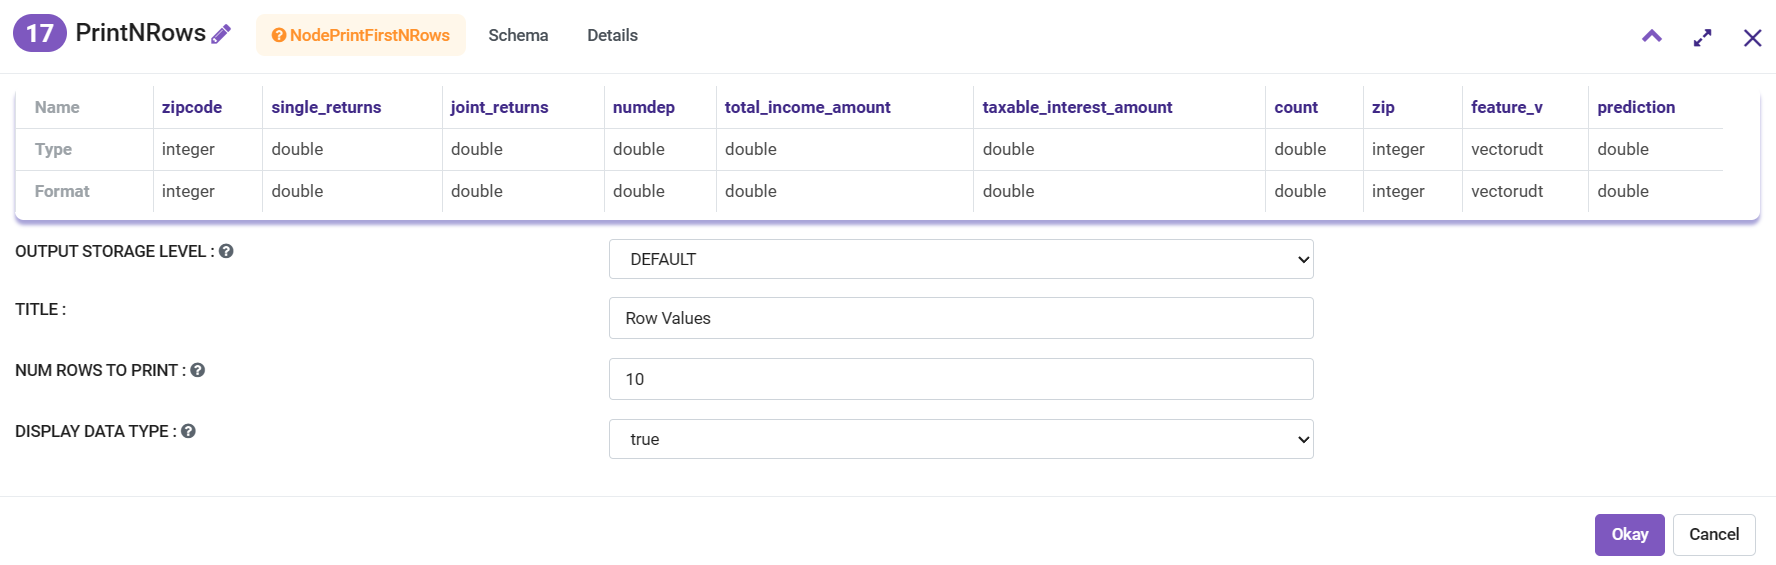 17 PrintNRows NodePrintFirstNRows Schema Details
Name zipcode single_returns joint_returns numdep total_income_amount taxable_interest_amount count zip feature_v prediction
Type integer double double double double double double integer vectorudt double
Format integer double double double double double double integer vectorudt double
OUTPUT STORAGE LEVEL : DEFAULT
TITLE : Row Values
NUM ROWS TO PRINT : 10
DISPLAY DATA TYPE : true
Okay Cancel